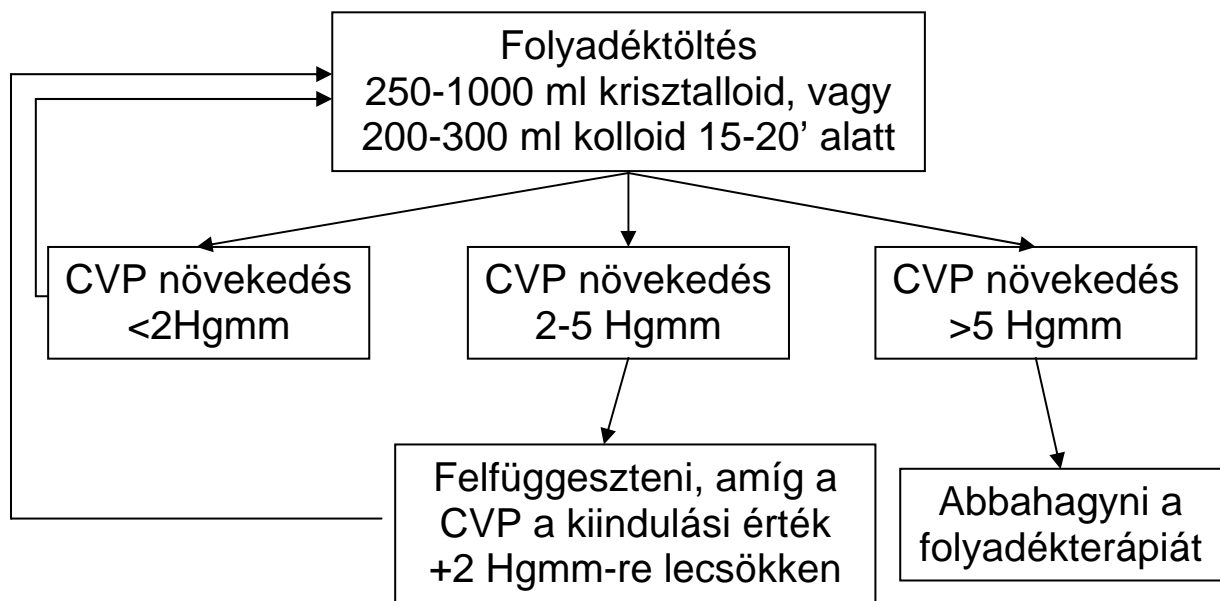 Folyadéktöltés
250-1000 ml krisztalloid, vagy
200-300 ml kolloid 15-20’ alatt
CVP növekedés
<2Hgmm
CVP növekedés
2-5 Hgmm
CVP növekedés
>5 Hgmm
Felfüggeszteni, amíg a
CVP a kiindulási érték
+2 Hgmm-re lecsökken
Abbahagyni a
folyadékterápiát